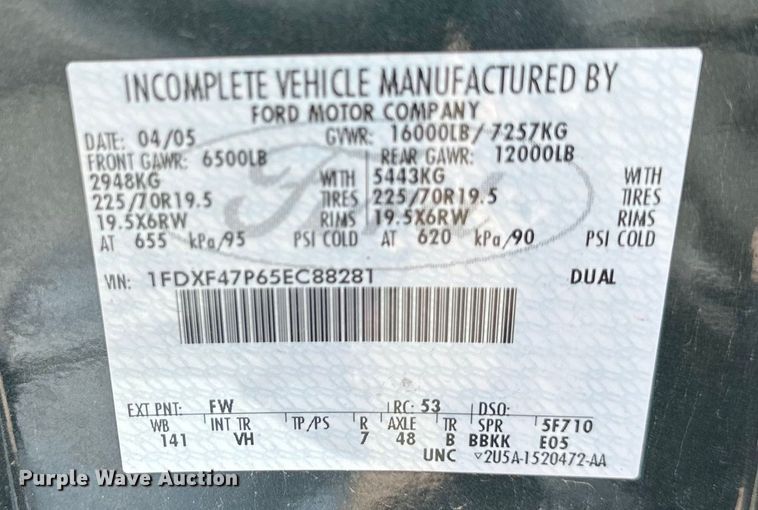 INCOMPLETE VEHICLE MANUFACTURED BY
FORD MOTOR COMPANY
DATE: 04/05 GVWR: 16000LB/7257KG
FRONT GAWR: 6500LB REAR GAWR: 12000LB
2948KG WITH 5443KG WITH
225/70R19.5 TIRES 225/70R19.5 TIRES
19.5X6RW RIMS 19.5X6RW RIMS
AT 655 kPa/95 PSI COLD AT 620 kPa/90 PSI COLD
VIN: 1FDXF47P65EC88281 DUAL
EXT PNT: FW RC: 53 DSO:
WB INT TR TP/PS R AXLE TR SPR 5F710
141 VH 7 48 B BBKK E05
UNC ▽2U5A-1520472-AA
Purple Wave Auction